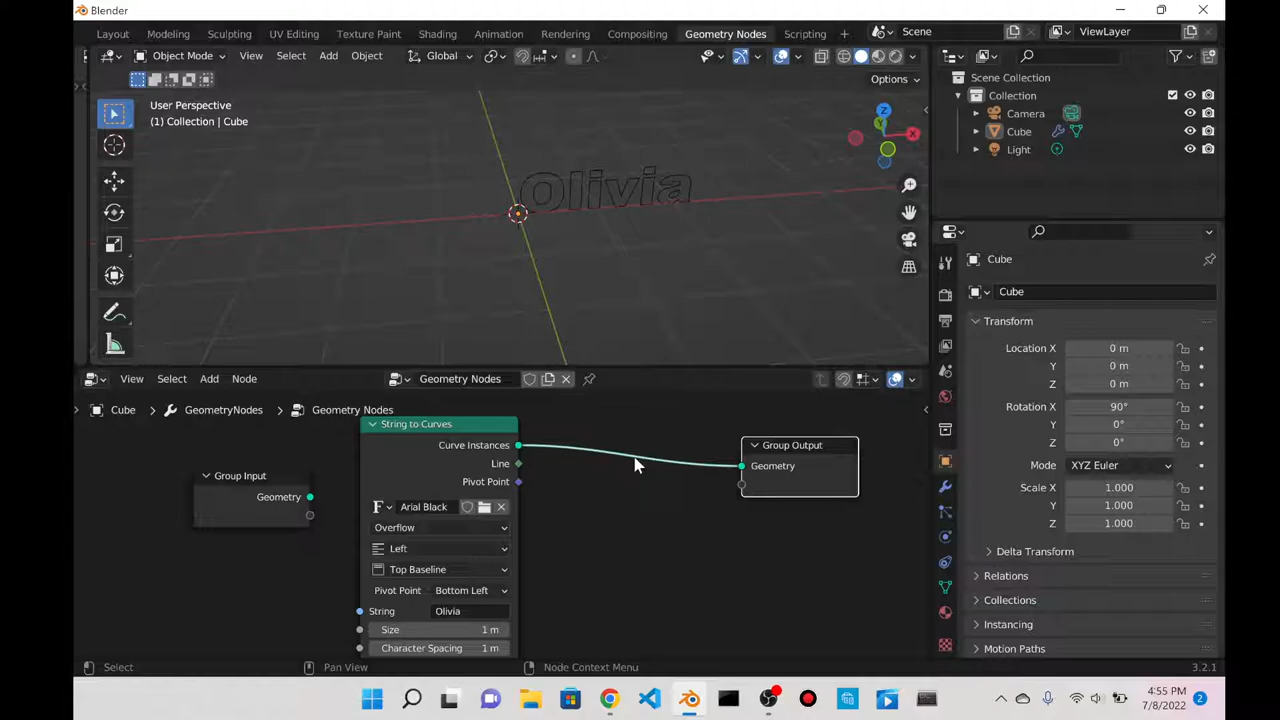 Blender
Layout Modeling Sculpting UV Editing Texture Paint Shading Animation Rendering Compositing Geometry Nodes Scripting Scene ViewLayer
Object Mode View Select Add Object Global
Options
User Perspective
(1) Collection | Cube
Z
Y
X
Olivia
Scene Collection
Collection
Camera
Cube
Light
Cube
Cube
Transform
Location X 0 m
Y 0 m
Z 0 m
Rotation X 90°
Y 0°
Z 0°
Mode XYZ Euler
Scale X 1.000
Y 1.000
Z 1.000
Delta Transform
Relations
Collections
Instancing
Motion Paths
View Select Add Node Geometry Nodes
Cube > GeometryNodes > Geometry Nodes
Group Input
Geometry
String to Curves
Curve Instances
Line
Pivot Point
F Arial Black
Overflow
Left
Top Baseline
Pivot Point Bottom Left
String Olivia
Size 1 m
Character Spacing 1 m
Group Output
Geometry
Select Pan View Node Context Menu 3.2.1
4:55 PM
7/8/2022 2